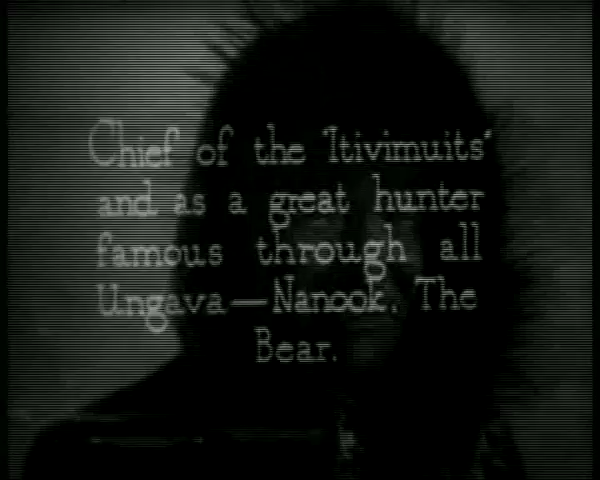 Chief of the "Itivimuits"
and as a great hunter
famous through all
Ungava—Nanook, The
Bear.